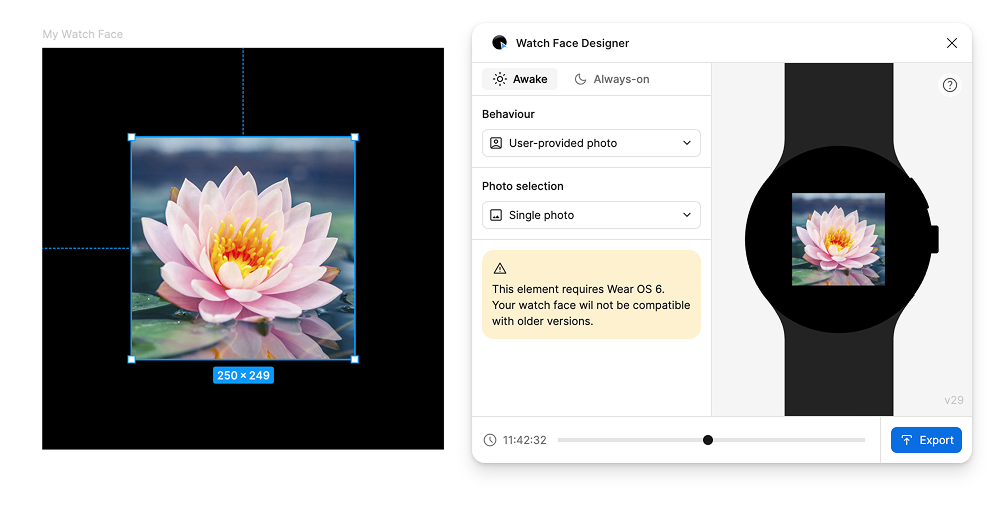 My Watch Face
250 × 249
Watch Face Designer
Awake
Always-on
Behaviour
User-provided photo
Photo selection
Single photo
This element requires Wear OS 6.
Your watch face wil not be compatible
with older versions.
v29
11:42:32
Export